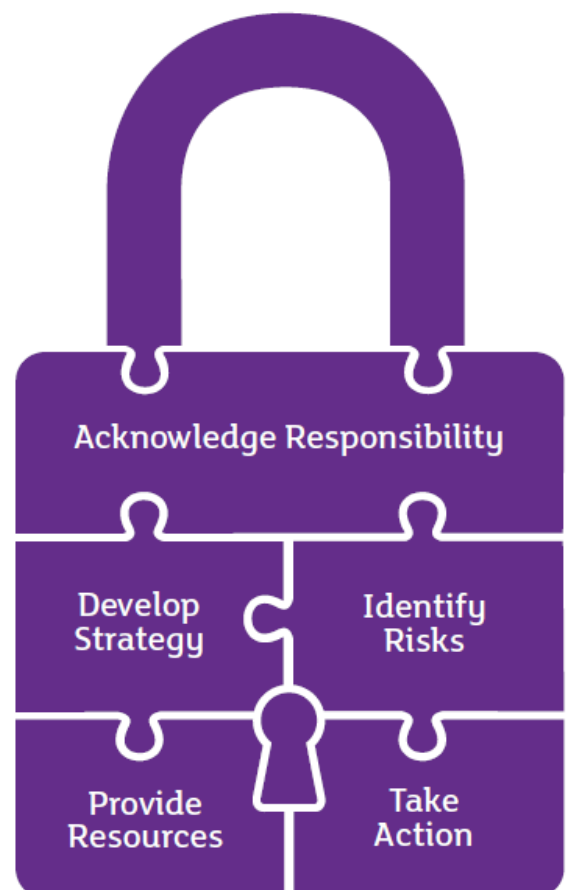 Acknowledge Responsibility
Develop
Strategy
Identify
Risks
Provide
Resources
Take
Action